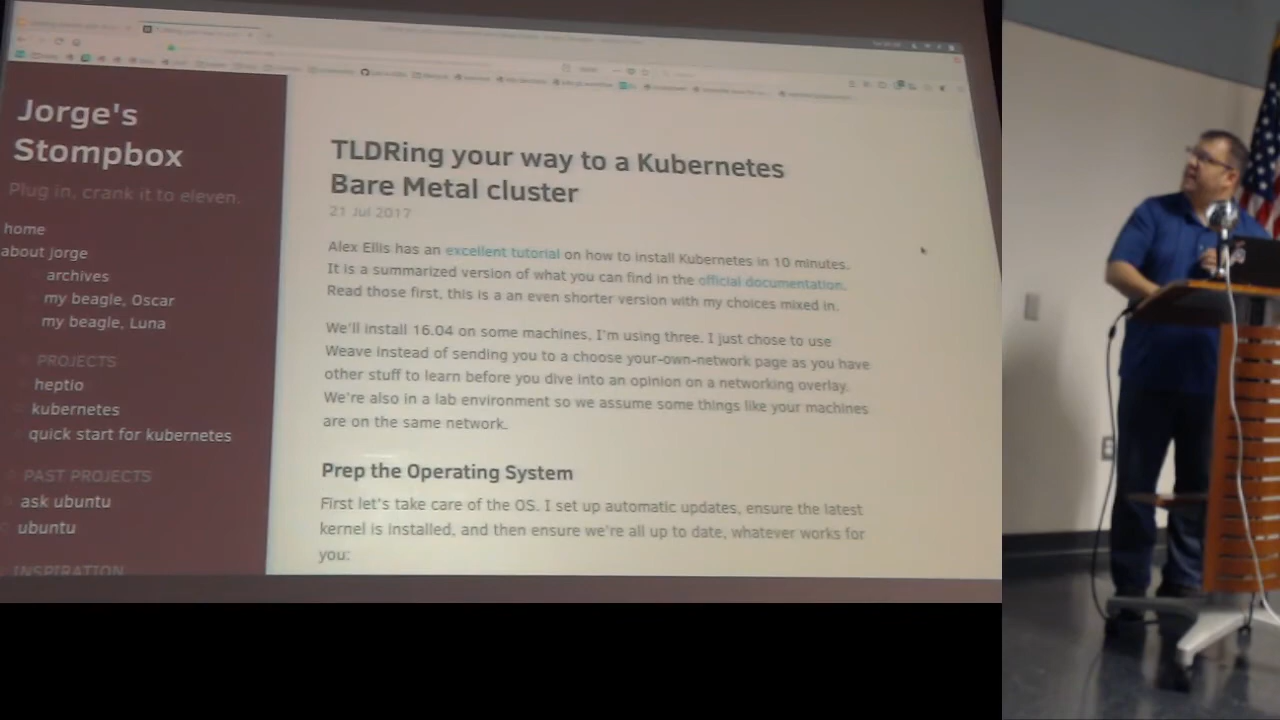 Jorge's
Stompbox
Plug in, crank it to eleven.
home
about jorge
archives
my beagle, Oscar
my beagle, Luna
PROJECTS
heptio
kubernetes
quick start for kubernetes
PAST PROJECTS
ask ubuntu
ubuntu
INSPIRATION
TLDRing your way to a Kubernetes
Bare Metal cluster
21 Jul 2017
Alex Ellis has an excellent tutorial on how to install Kubernetes in 10 minutes.
It is a summarized version of what you can find in the official documentation.
Read those first, this is a an even shorter version with my choices mixed in.
We'll install 16.04 on some machines, I'm using three. I just chose to use
Weave instead of sending you to a choose your-own-network page as you have
other stuff to learn before you dive into an opinion on a networking overlay.
We're also in a lab environment so we assume some things like your machines
are on the same network.
Prep the Operating System
First let's take care of the OS. I set up automatic updates, ensure the latest
kernel is installed, and then ensure we're all up to date, whatever works for
you: